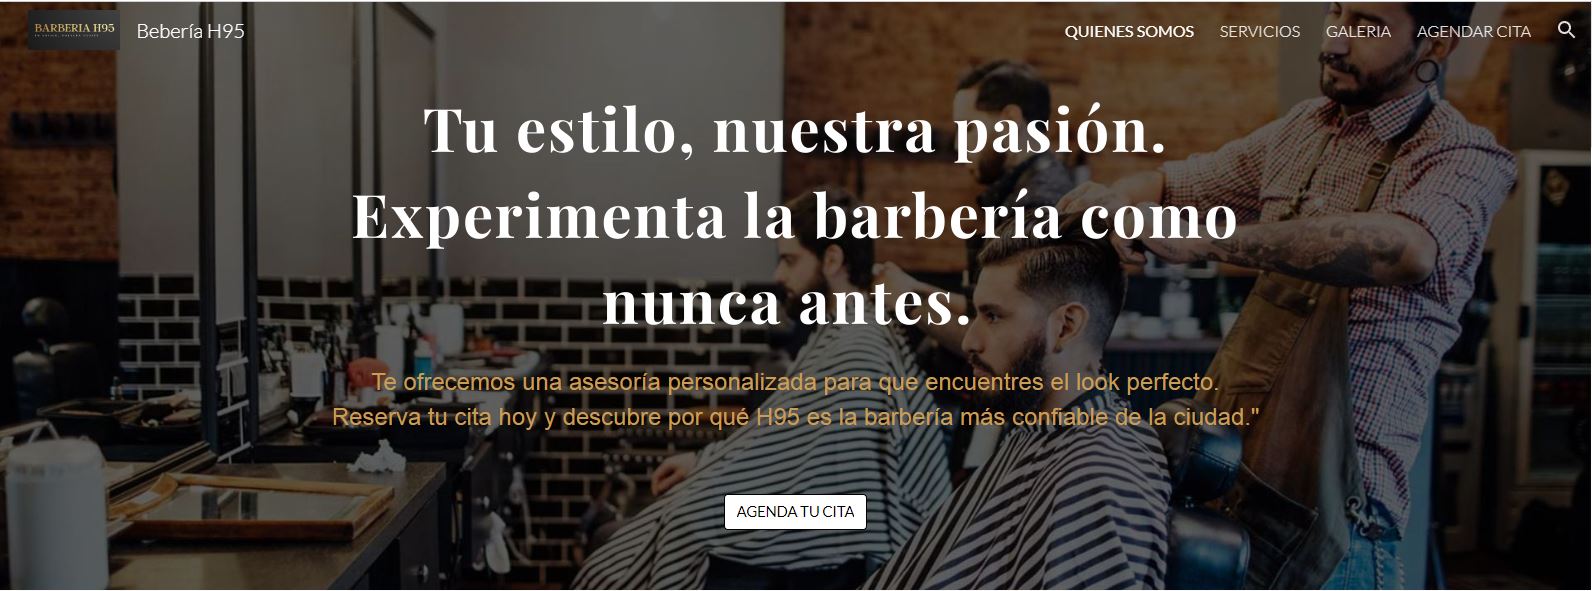 BARBERIA H95
Bebería H95
QUIENES SOMOS
SERVICIOS
GALERIA
AGENDAR CITA
Tu estilo, nuestra pasión.
Experimenta la barbería como
nunca antes.
Te ofrecemos una asesoría personalizada para que encuentres el look perfecto.
Reserva tu cita hoy y descubre por qué H95 es la barbería más confiable de la ciudad."
AGENDA TU CITA